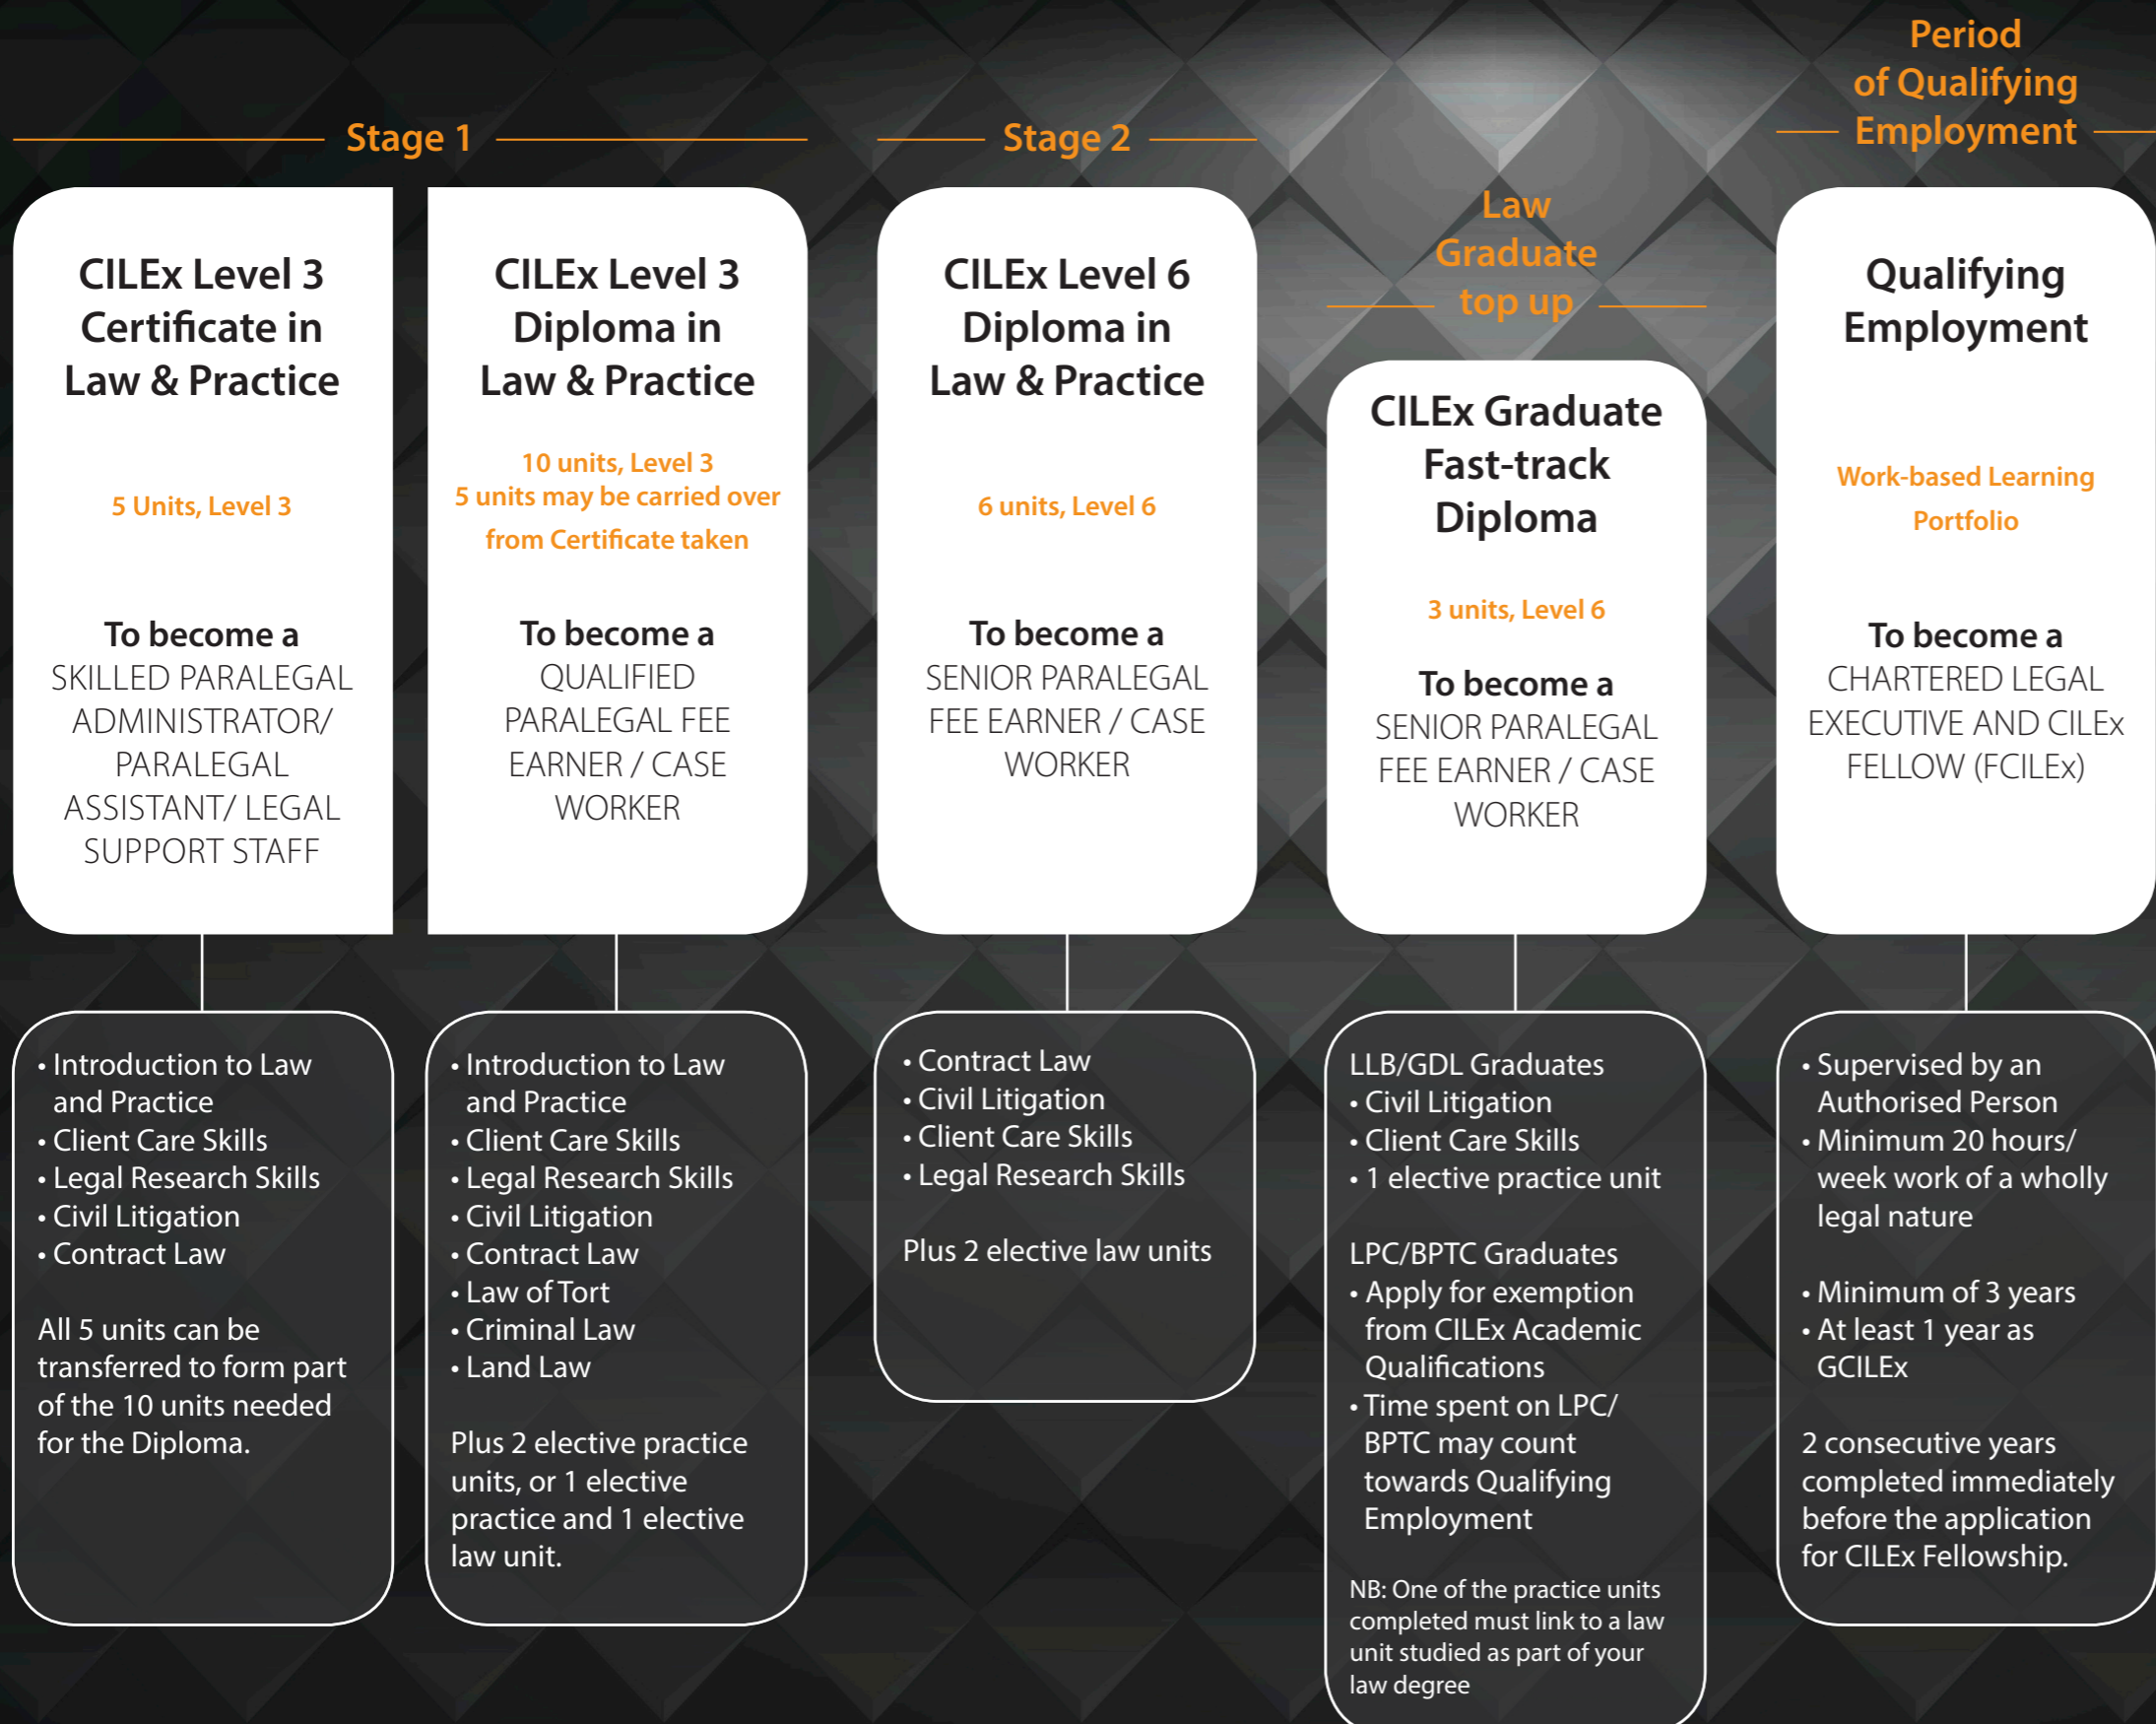 Stage 1
CILEx Level 3
Certificate in
Law & Practice
5 Units, Level 3
To become a
SKILLED PARALEGAL
ADMINISTRATOR/
PARALEGAL
ASSISTANT/ LEGAL
SUPPORT STAFF
• Introduction to Law
and Practice
• Client Care Skills
• Legal Research Skills
• Civil Litigation
• Contract Law
All 5 units can be
transferred to form part
of the 10 units needed
for the Diploma.
CILEx Level 3
Diploma in
Law & Practice
10 units, Level 3
5 units may be carried over
from Certificate taken
To become a
QUALIFIED
PARALEGAL FEE
EARNER / CASE
WORKER
• Introduction to Law
and Practice
• Client Care Skills
• Legal Research Skills
• Civil Litigation
• Contract Law
• Law of Tort
• Criminal Law
• Land Law
Plus 2 elective practice
units, or 1 elective
practice and 1 elective
law unit.
Stage 2
CILEx Level 6
Diploma in
Law & Practice
6 units, Level 6
To become a
SENIOR PARALEGAL
FEE EARNER / CASE
WORKER
• Contract Law
• Civil Litigation
• Client Care Skills
• Legal Research Skills
Plus 2 elective law units
Law
Graduate
top up
CILEx Graduate
Fast-track
Diploma
3 units, Level 6
To become a
SENIOR PARALEGAL
FEE EARNER / CASE
WORKER
LLB/GDL Graduates
• Civil Litigation
• Client Care Skills
• 1 elective practice unit
LPC/BPTC Graduates
• Apply for exemption
from CILEx Academic
Qualifications
• Time spent on LPC/
BPTC may count
towards Qualifying
Employment
NB: One of the practice units
completed must link to a law
unit studied as part of your
law degree
Period
of Qualifying
Employment
Qualifying
Employment
Work-based Learning
Portfolio
To become a
CHARTERED LEGAL
EXECUTIVE AND CILEx
FELLOW (FCILEx)
• Supervised by an
Authorised Person
• Minimum 20 hours/
week work of a wholly
legal nature
• Minimum of 3 years
• At least 1 year as
GCILEx
2 consecutive years
completed immediately
before the application
for CILEx Fellowship.